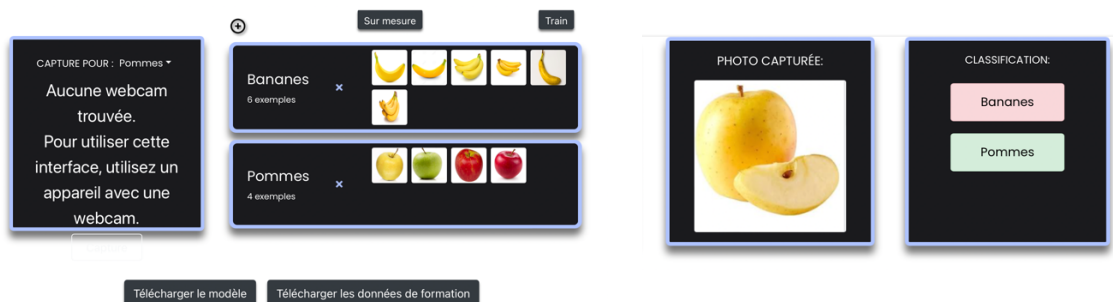 Sur mesure
Train
CAPTURE POUR : Pommes
Aucune webcam
trouvée.
Pour utiliser cette
interface, utilisez un
appareil avec une
webcam.
Bananes
6 exemples
×
Pommes
4 exemples
×
Télécharger le modèle
Télécharger les données de formation
PHOTO CAPTURÉE:
CLASSIFICATION:
Bananes
Pommes